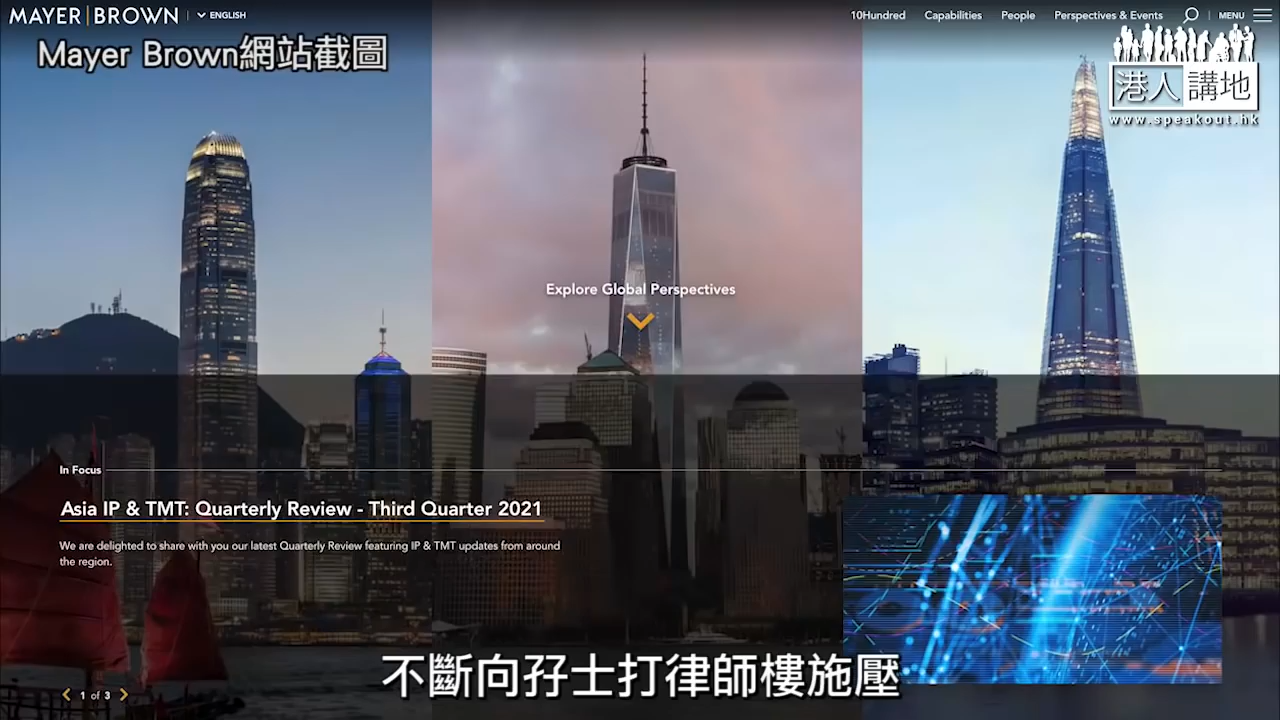 MAYER | BROWN
ENGLISH
10Hundred
Capabilities
People
Perspectives & Events
MENU
Mayer Brown網站截圖
港人講地
www.speakout.hk
Explore Global Perspectives
In Focus
Asia IP & TMT: Quarterly Review - Third Quarter 2021
We are delighted to share with you our latest Quarterly Review featuring IP & TMT updates from around
the region.
1 of 3
不斷向孖士打律師樓施壓